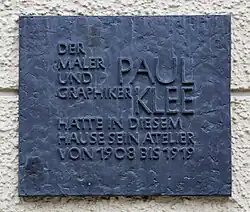 DER
MALER
UND PAUL
GRAPHIKER KLEE
HATTE IN DIESEM
HAUSE SEIN ATELIER
VON 1908 BIS 1919